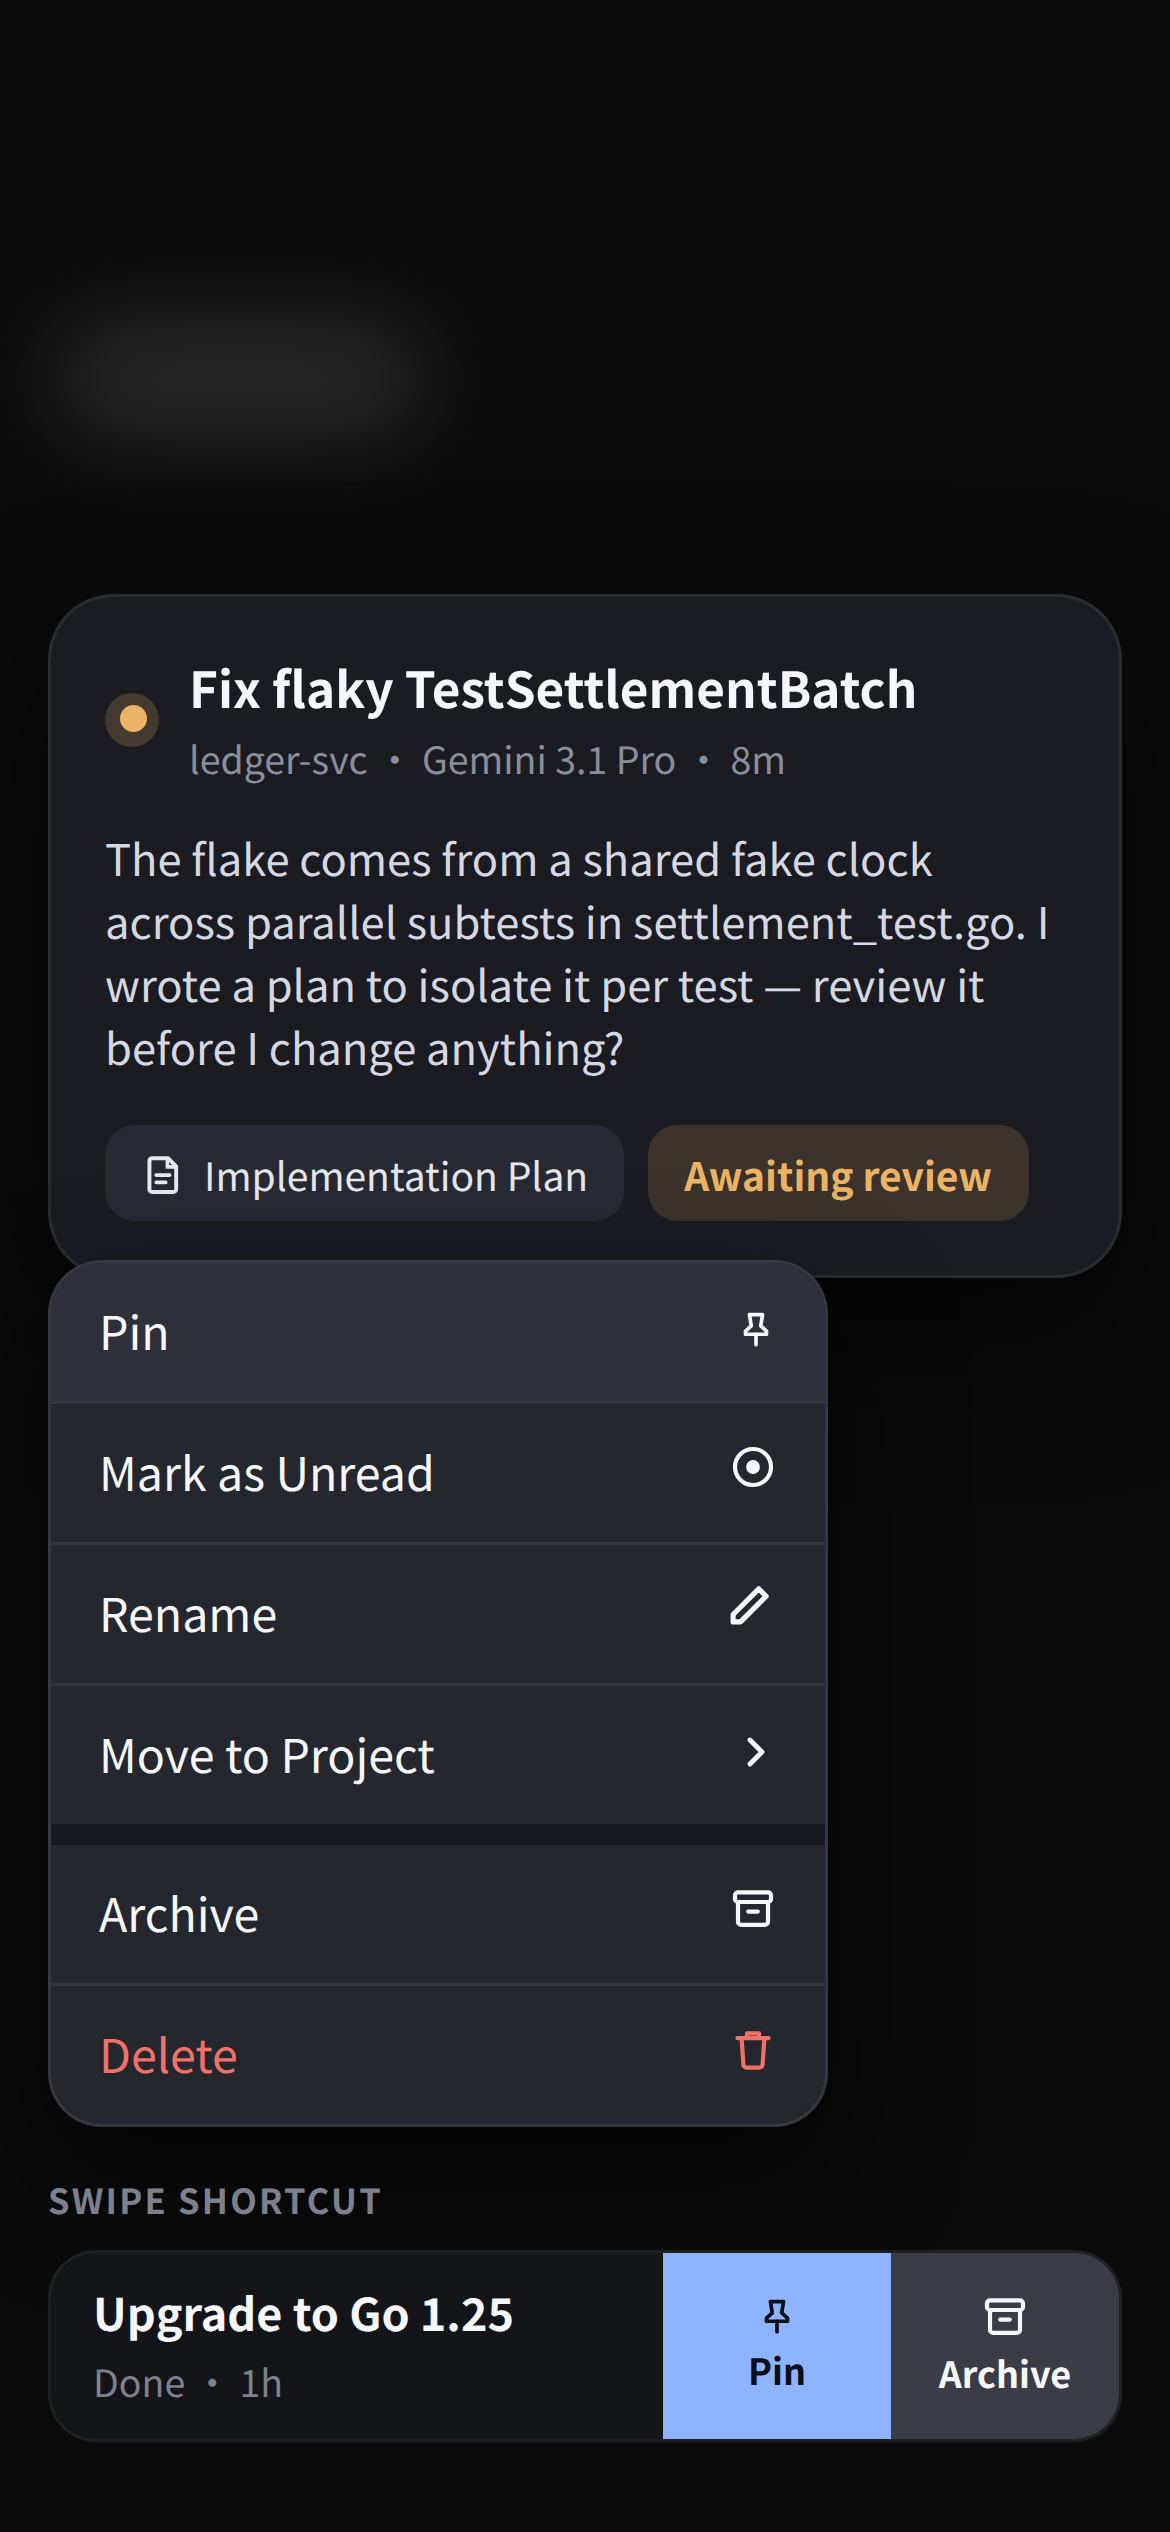 Fix flaky TestSettlementBatch
ledger-svc • Gemini 3.1 Pro • 8m
The flake comes from a shared fake clock
across parallel subtests in settlement_test.go. I
wrote a plan to isolate it per test — review it
before I change anything?
Implementation Plan
Awaiting review
Pin
Mark as Unread
Rename
Move to Project
Archive
Delete
SWIPE SHORTCUT
Upgrade to Go 1.25
Done • 1h
Pin
Archive